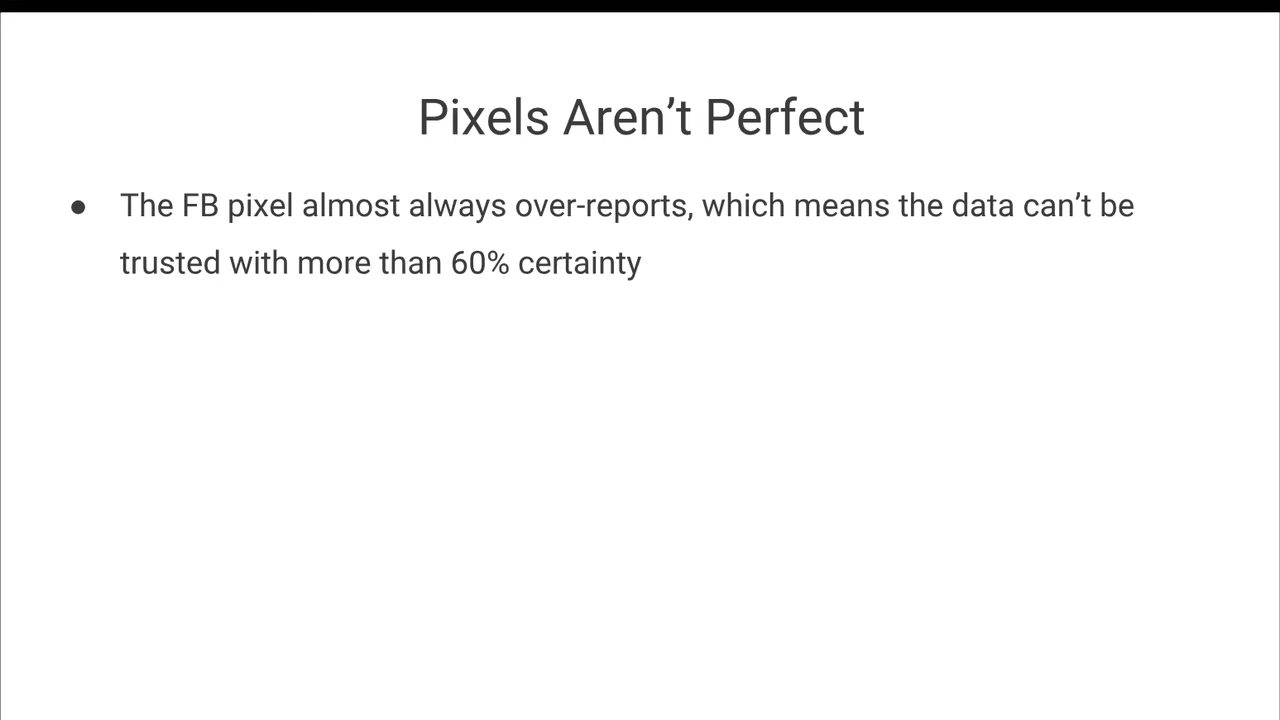 Pixels Aren’t Perfect
● The FB pixel almost always over-reports, which means the data can’t be
trusted with more than 60% certainty